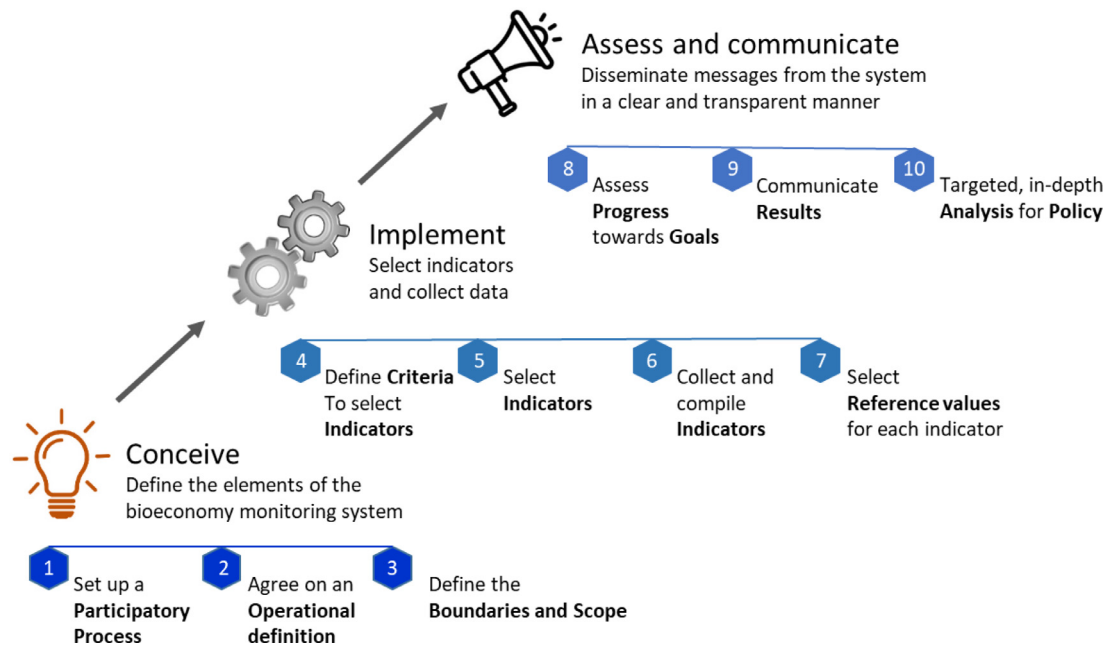 Assess and communicate
Disseminate messages from the system
in a clear and transparent manner
8
Assess
Progress
towards Goals
9
Communicate
Results
10
Targeted, in-depth
Analysis for Policy
Implement
Select indicators
and collect data
4
Define Criteria
To select
Indicators
5
Select
Indicators
6
Collect and
compile
Indicators
7
Select
Reference values
for each indicator
Conceive
Define the elements of the
bioeconomy monitoring system
1
Set up a
Participatory
Process
2
Agree on an
Operational
definition
3
Define the
Boundaries and Scope